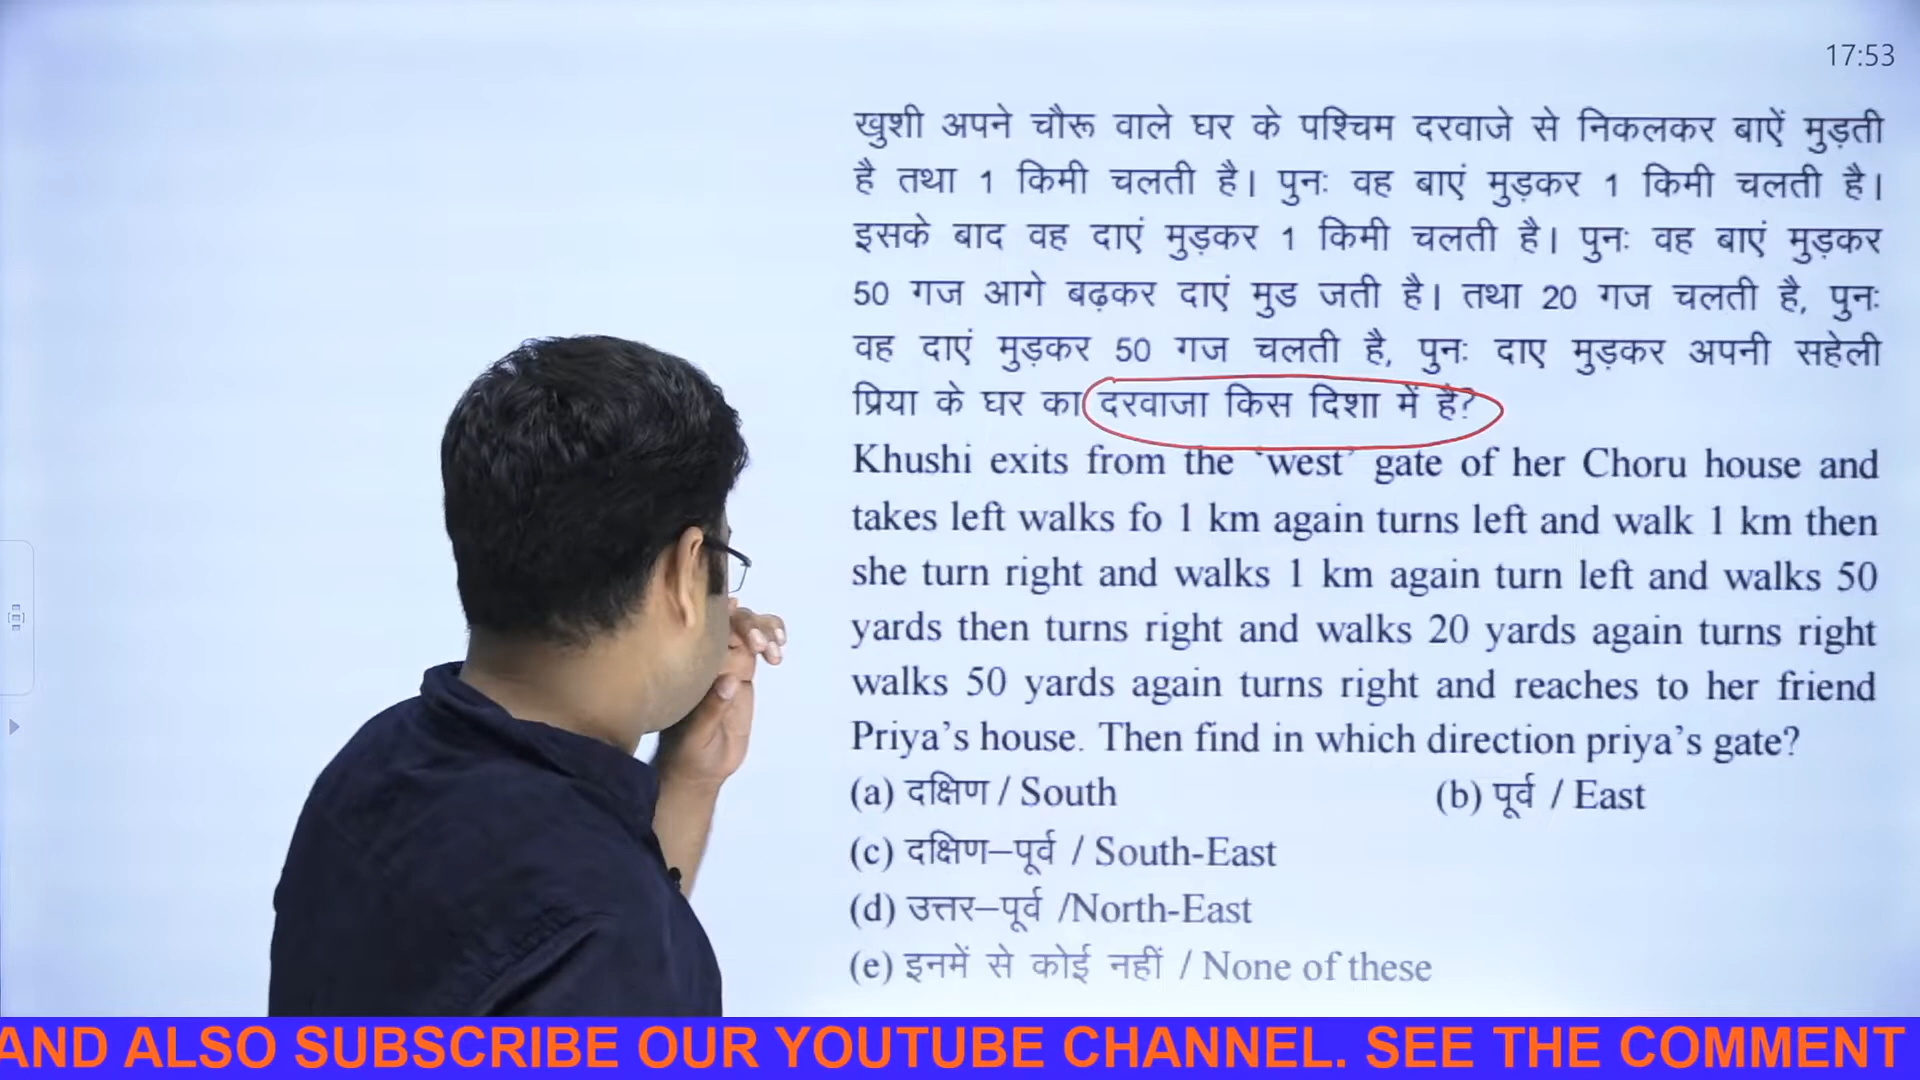 17:53
खुशी अपने चौरू वाले घर के पश्चिम दरवाजे से निकलकर बाऐं मुड़ती
है तथा 1 किमी चलती है। पुनः वह बाएं मुड़कर 1 किमी चलती है।
इसके बाद वह दाएं मुड़कर 1 किमी चलती है। पुनः वह बाएं मुड़कर
50 गज आगे बढ़कर दाएं मुड जती है। तथा 20 गज चलती है, पुनः
वह दाएं मुड़कर 50 गज चलती है, पुनः दाए मुड़कर अपनी सहेली
प्रिया के घर का दरवाजा किस दिशा में है?
Khushi exits from the 'west' gate of her Choru house and
takes left walks fo 1 km again turns left and walk 1 km then
she turn right and walks 1 km again turn left and walks 50
yards then turns right and walks 20 yards again turns right
walks 50 yards again turns right and reaches to her friend
Priya's house. Then find in which direction priya's gate?
(a) दक्षिण / South (b) पूर्व / East
(c) दक्षिण–पूर्व / South-East
(d) उत्तर–पूर्व /North-East
(e) इनमें से कोई नहीं / None of these
AND ALSO SUBSCRIBE OUR YOUTUBE CHANNEL. SEE THE COMMENT